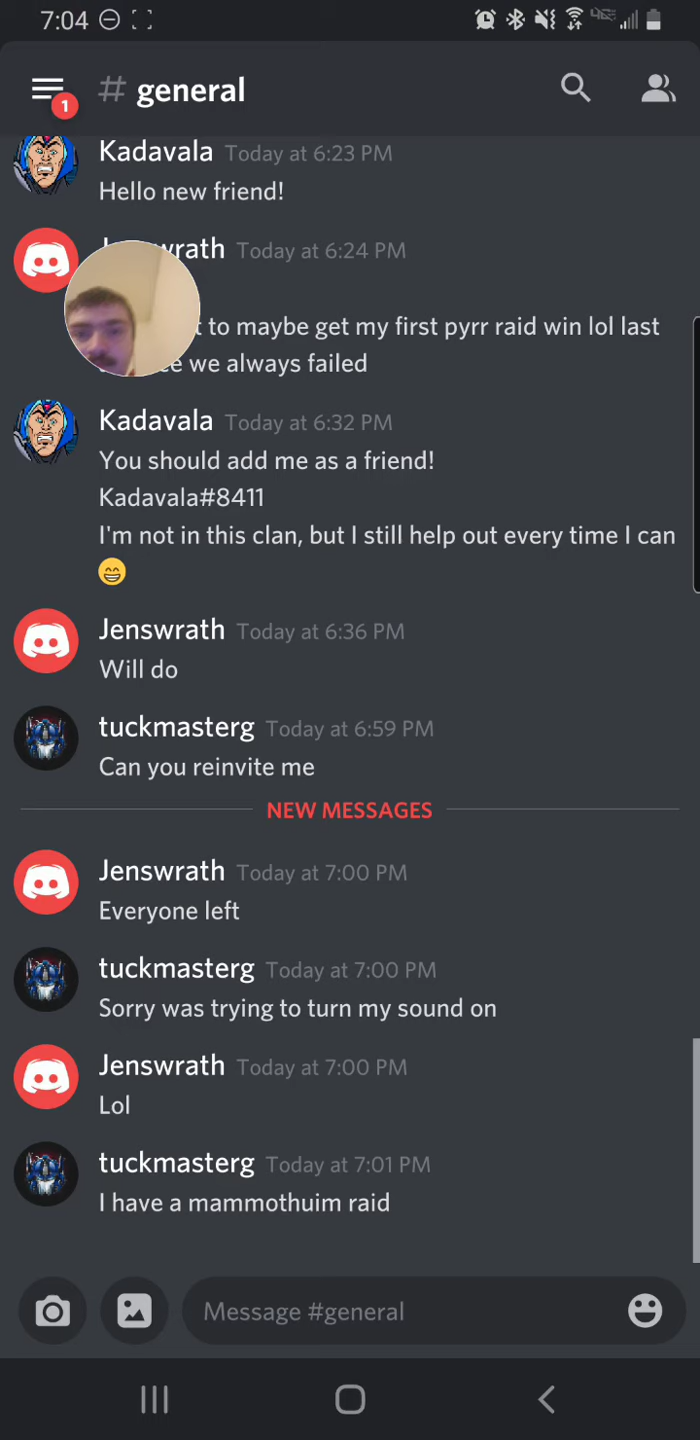 7:04
1
# general
Kadavala Today at 6:23 PM
Hello new friend!
wrath Today at 6:24 PM
to maybe get my first pyrr raid win lol last
we always failed
Kadavala Today at 6:32 PM
You should add me as a friend!
Kadavala#8411
I'm not in this clan, but I still help out every time I can
Jenswrath Today at 6:36 PM
Will do
tuckmasterg Today at 6:59 PM
Can you reinvite me
NEW MESSAGES
Jenswrath Today at 7:00 PM
Everyone left
tuckmasterg Today at 7:00 PM
Sorry was trying to turn my sound on
Jenswrath Today at 7:00 PM
Lol
tuckmasterg Today at 7:01 PM
I have a mammothuim raid
Message #general